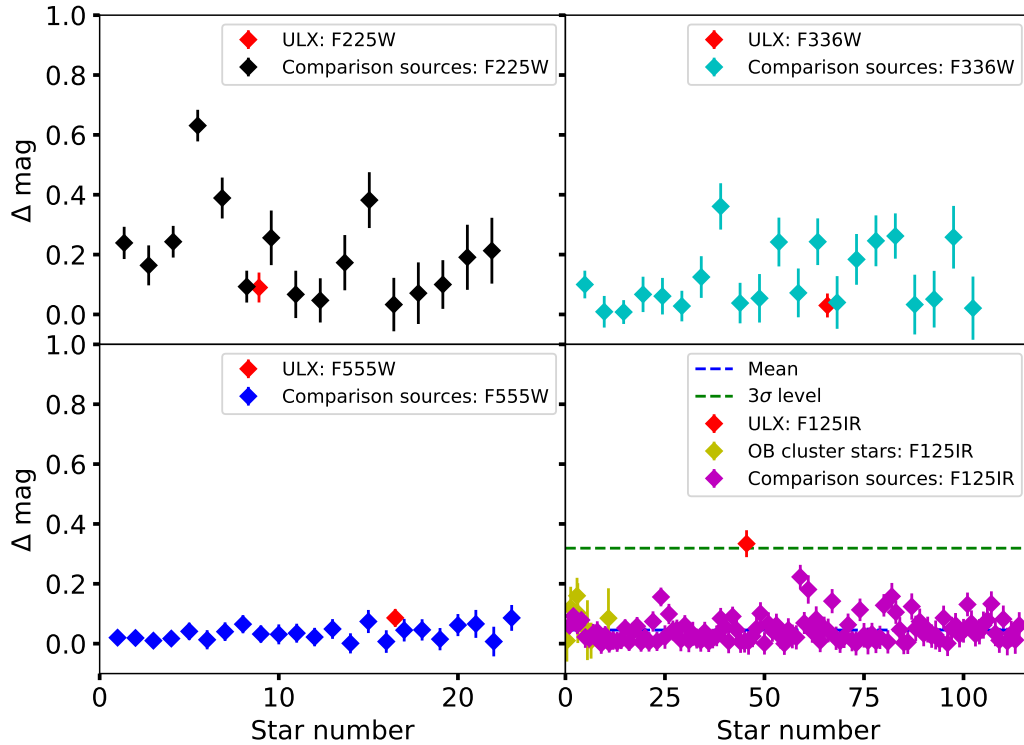 1.0
0.8
0.6
0.4
0.2
0.0
Δ mag
ULX: F225W
Comparison sources: F225W
ULX: F336W
Comparison sources: F336W
1.0
0.8
0.6
0.4
0.2
0.0
Δ mag
ULX: F555W
Comparison sources: F555W
0
10
20
Star number
Mean
3σ level
ULX: F125IR
OB cluster stars: F125IR
Comparison sources: F125IR
0
25
50
75
100
Star number